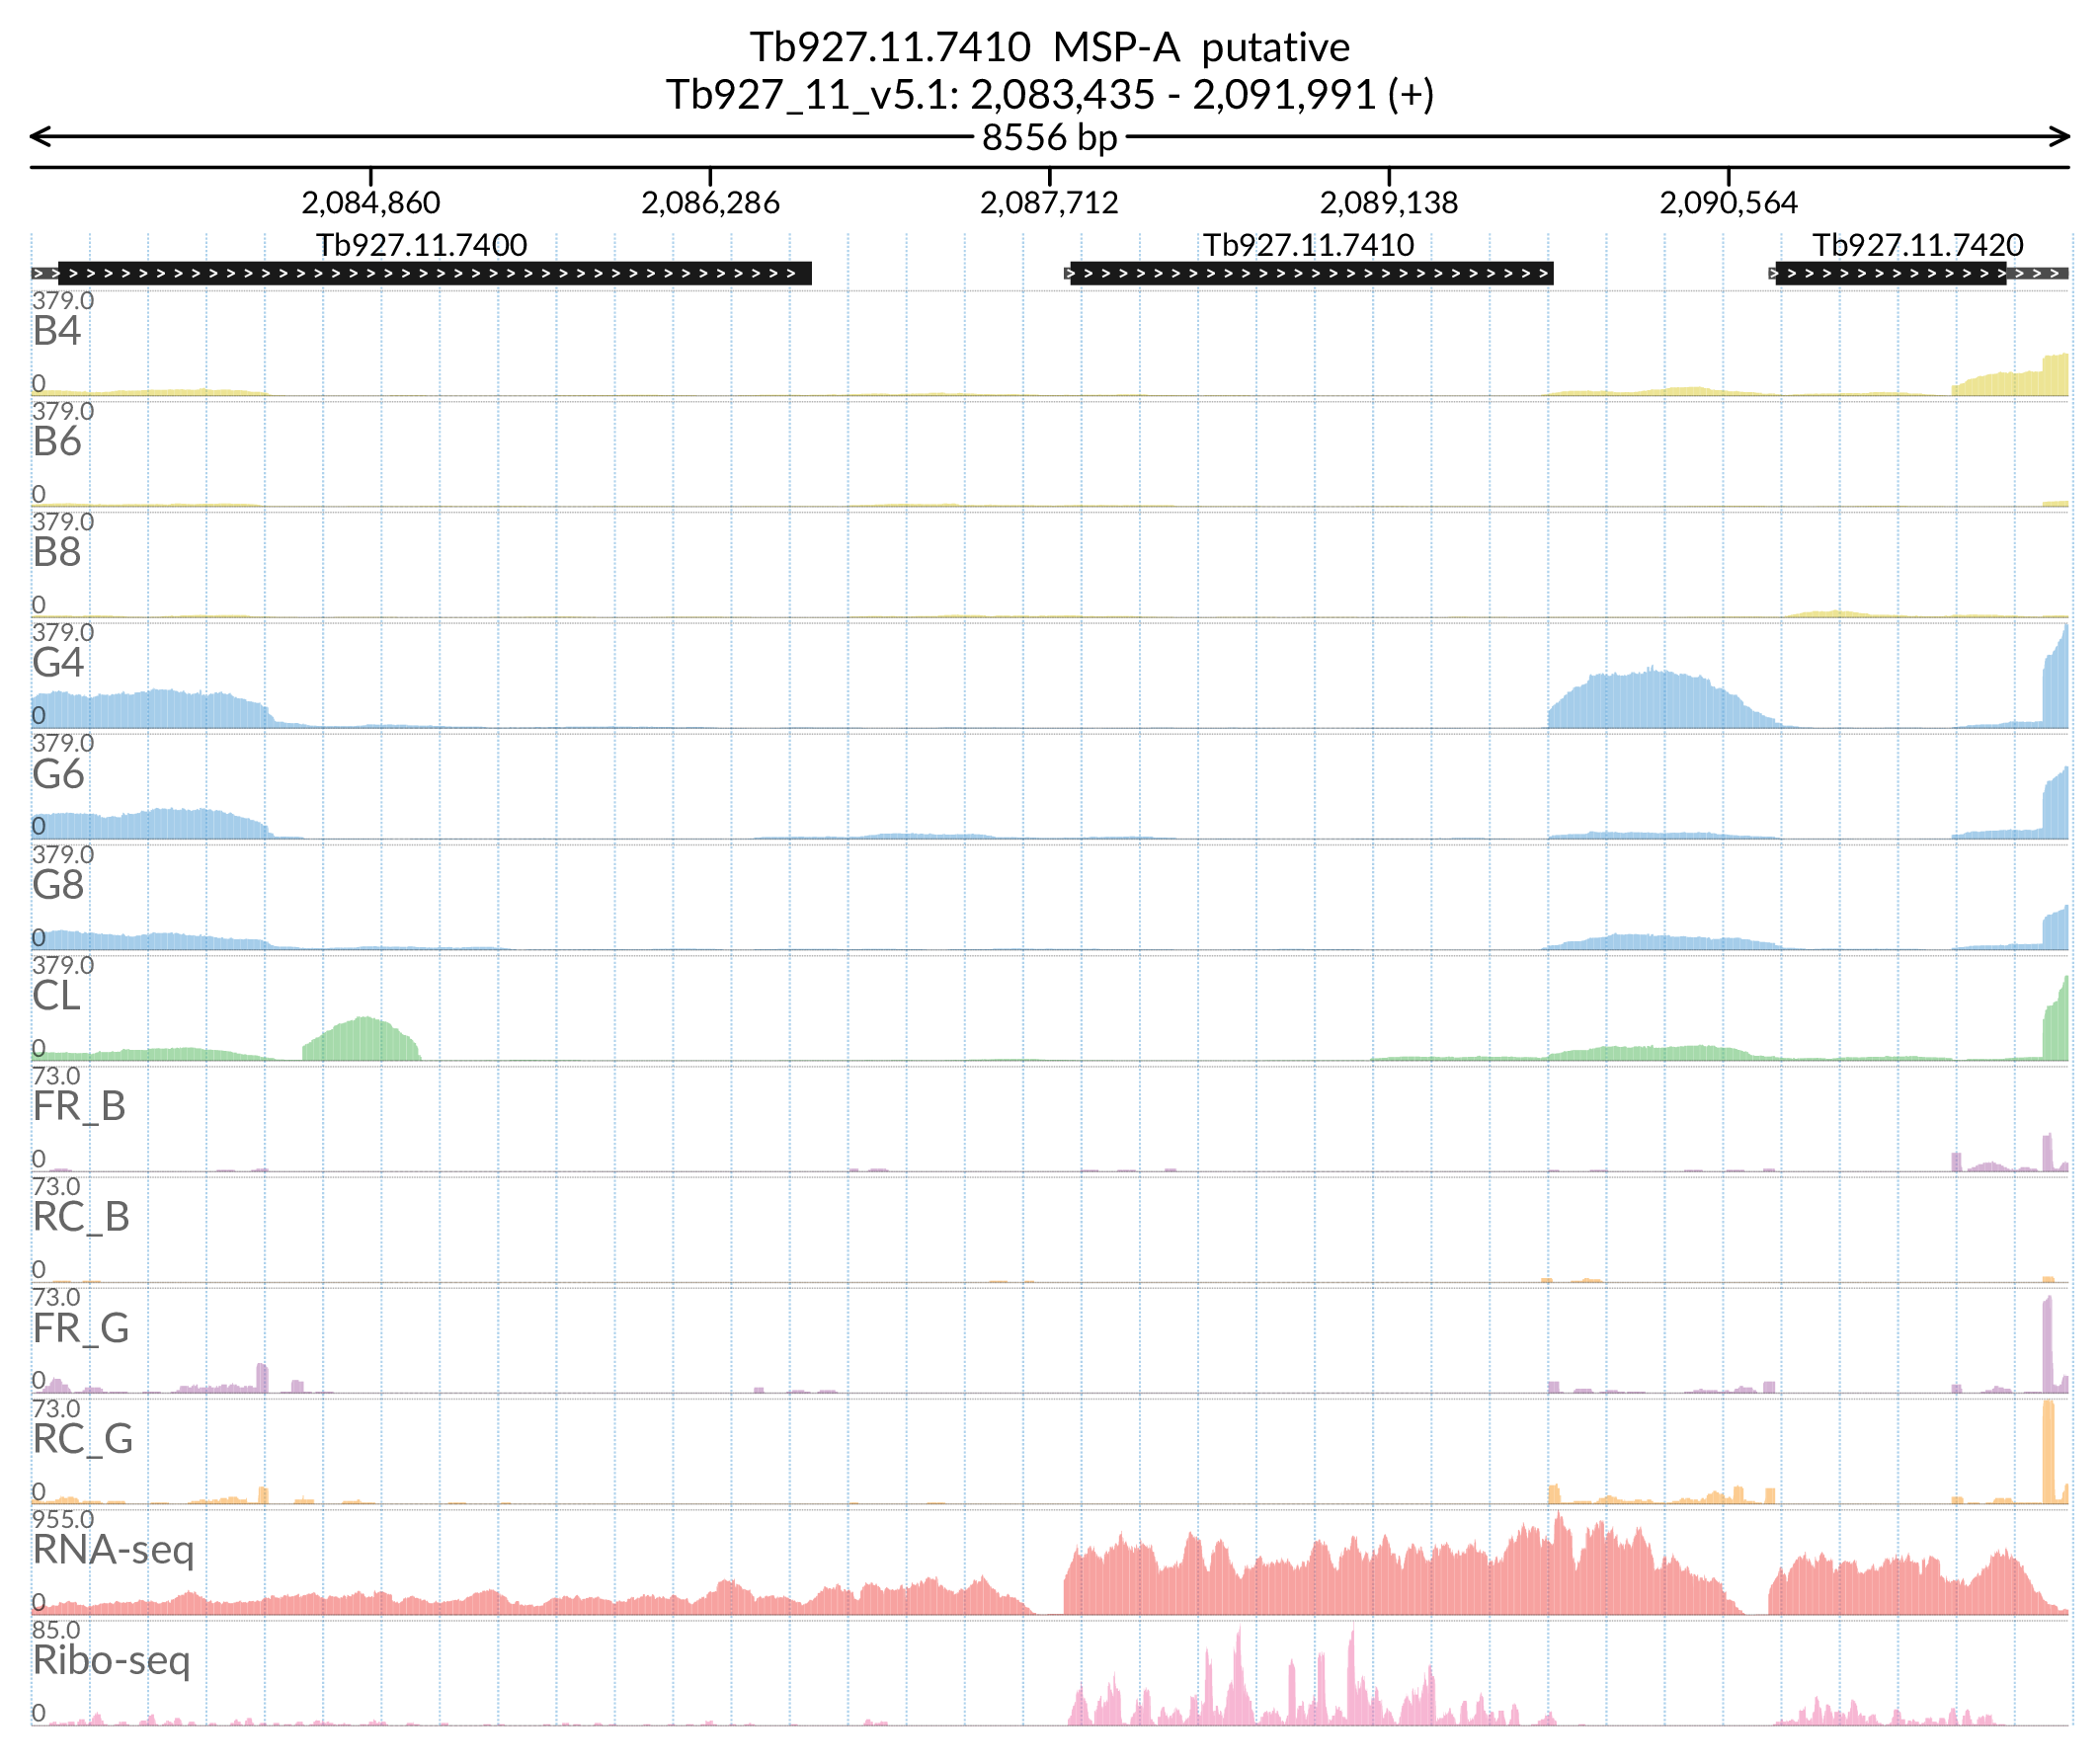 Tb927.11.7410 MSP-A putative
Tb927_11_v5.1: 2,083,435 - 2,091,991 (+)
8556 bp
2,084,860 2,086,286 2,087,712 2,089,138 2,090,564
Tb927.11.7400 Tb927.11.7410 Tb927.11.7420
379.0
B4
0
379.0
B6
0
379.0
B8
0
379.0
G4
0
379.0
G6
0
379.0
G8
0
379.0
CL
0
73.0
FR_B
0
73.0
RC_B
0
73.0
FR_G
0
73.0
RC_G
0
955.0
RNA-seq
0
85.0
Ribo-seq
0